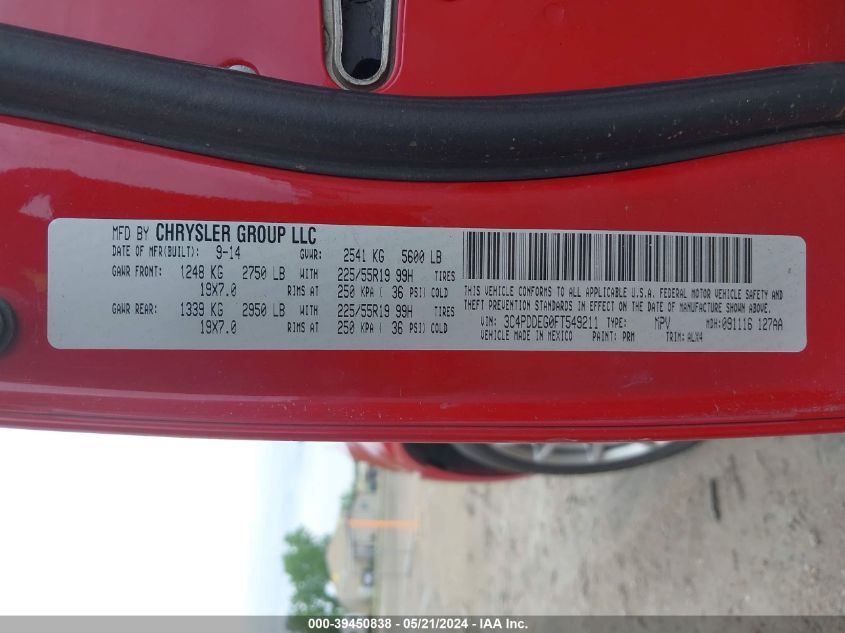 MFD BY CHRYSLER GROUP LLC
DATE OF MFR(BUILT): 9-14 GVWR: 2541 KG 5600 LB
GAWR FRONT: 1248 KG 2750 LB WITH 225/55R19 99H TIRES
19X7.0 RIMS AT 250 KPA ( 36 PSI) COLD
GAWR REAR: 1339 KG 2950 LB WITH 225/55R19 99H TIRES
19X7.0 RIMS AT 250 KPA ( 36 PSI) COLD
THIS VEHICLE CONFORMS TO ALL APPLICABLE U.S.A. FEDERAL MOTOR VEHICLE SAFETY AND
THEFT PREVENTION STANDARDS IN EFFECT ON THE DATE OF MANUFACTURE SHOWN ABOVE.
VIN: 3C4PDDEG0FT549211 TYPE: MPV MDH: 091116 127AA
VEHICLE MADE IN MEXICO PAINT: PRM TRIM: ALX4
000-39450838 - 05/21/2024 - IAA, Inc.